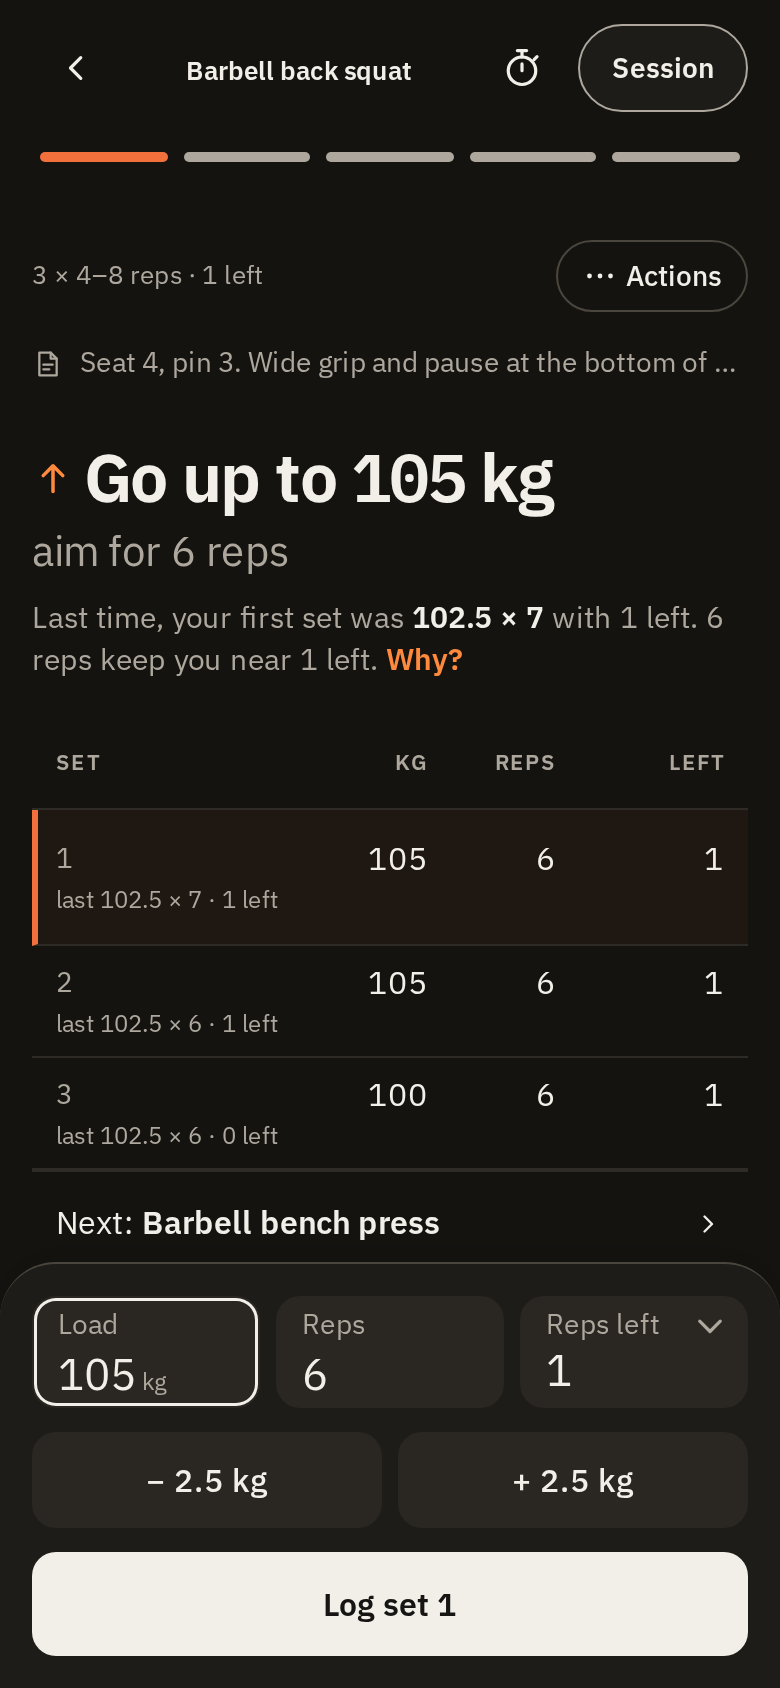 Barbell back squat
Session
3 × 4–8 reps · 1 left
··· Actions
Seat 4, pin 3. Wide grip and pause at the bottom of ...
↑ Go up to 105 kg
aim for 6 reps
Last time, your first set was 102.5 × 7 with 1 left. 6
reps keep you near 1 left. Why?
SET KG REPS LEFT
1 105 6 1
last 102.5 × 7 · 1 left
2 105 6 1
last 102.5 × 6 · 1 left
3 100 6 1
last 102.5 × 6 · 0 left
Next: Barbell bench press
Load Reps Reps left
105 kg 6 1
− 2.5 kg + 2.5 kg
Log set 1